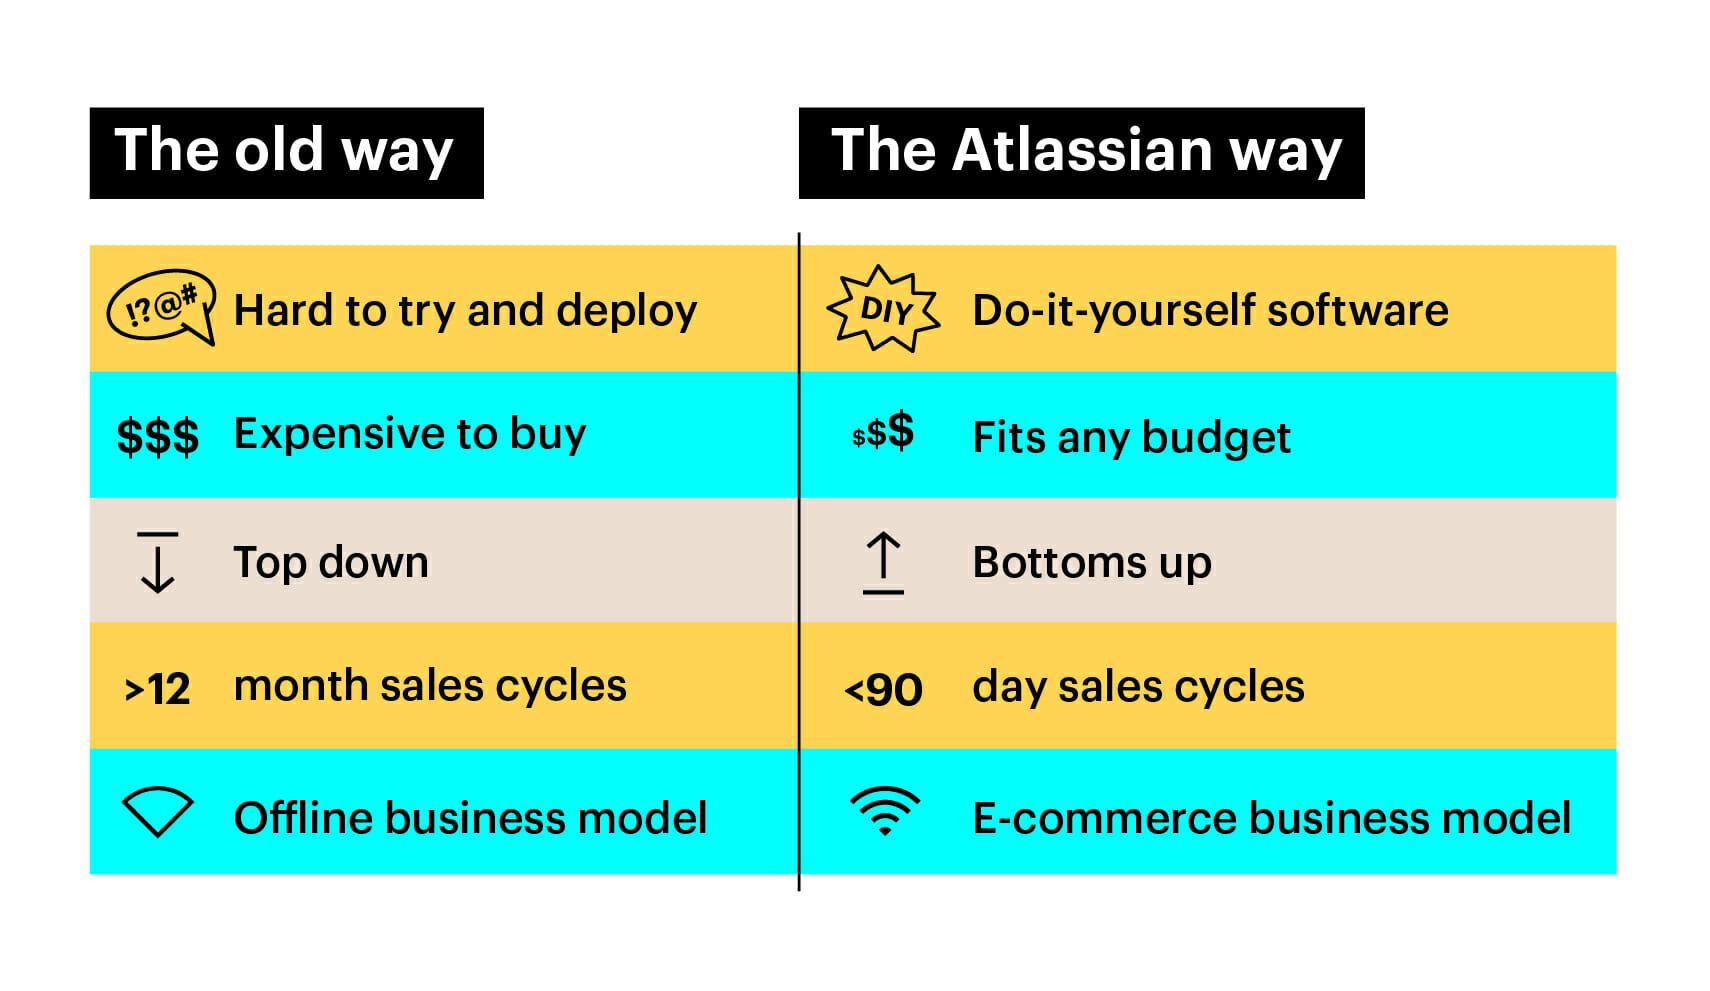 The old way
The Atlassian way
!?@# Hard to try and deploy
DIY Do-it-yourself software
$$$ Expensive to buy
$$$ Fits any budget
Top down
Bottoms up
>12 month sales cycles
<90 day sales cycles
Offline business model
E-commerce business model